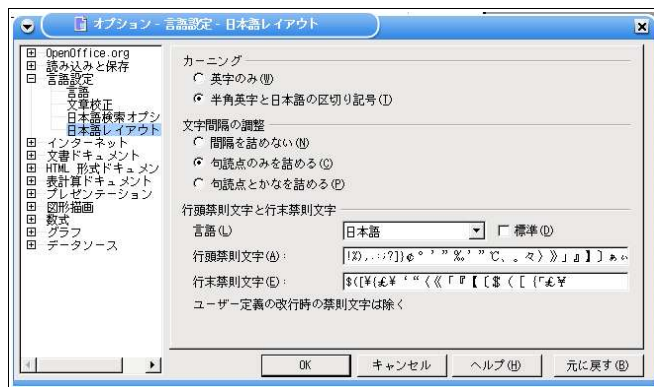 オプション - 言語設定 - 日本語レイアウト
OpenOffice.org
読み込みと保存
言語設定
言語
文章校正
日本語検索オプシ
日本語レイアウト
インターネット
文書ドキュメント
HTML 形式ドキュメン
表計算ドキュメント
プレゼンテーション
図形描画
数式
グラフ
データソース
カーニング
英字のみ(W)
半角英字と日本語の区切り記号(I)
文字間隔の調整
間隔を詰めない(N)
句読点のみを詰める(C)
句読点とかなを詰める(P)
行頭禁則文字と行末禁則文字
言語(L) 日本語 標準(D)
行頭禁則文字(A): !%),.:;?]}¢°’”‰′″℃、。々〉》」』】〕ぁぃ
行末禁則文字(E): $([¥{£¥‘“〈《「『【〔$([{「£¥
ユーザー定義の改行時の禁則文字は除く
OK キャンセル ヘルプ(H) 元に戻す(B)